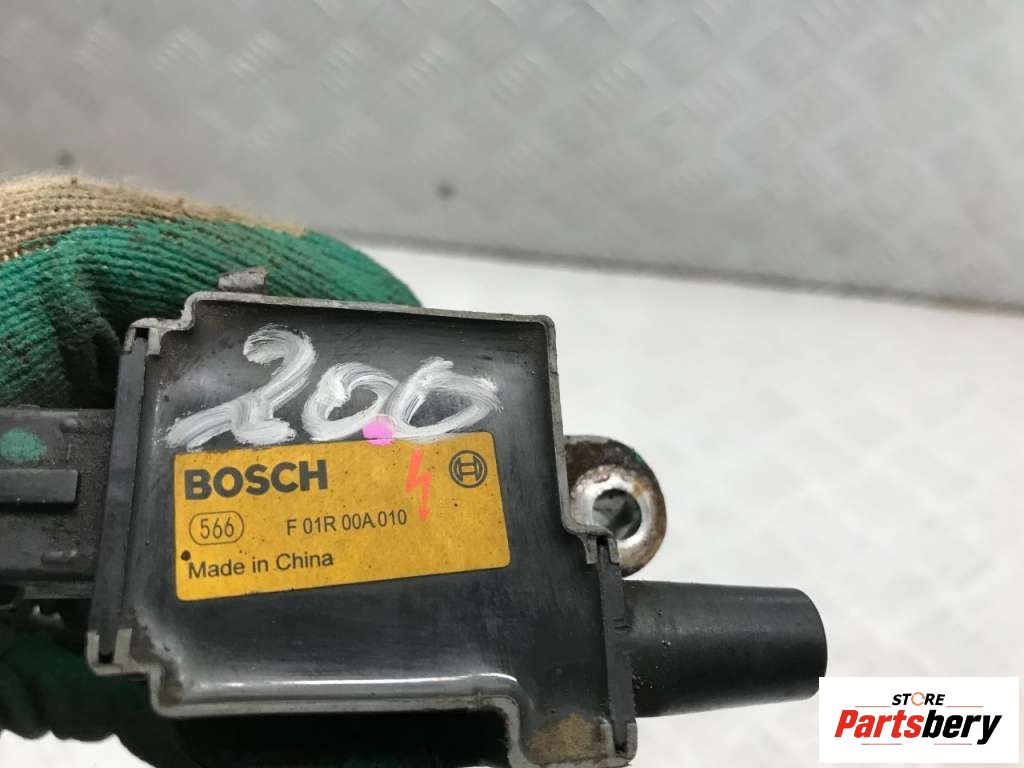 200
BOSCH
566 F 01R 00A 010
Made in China
STORE
Partsbery